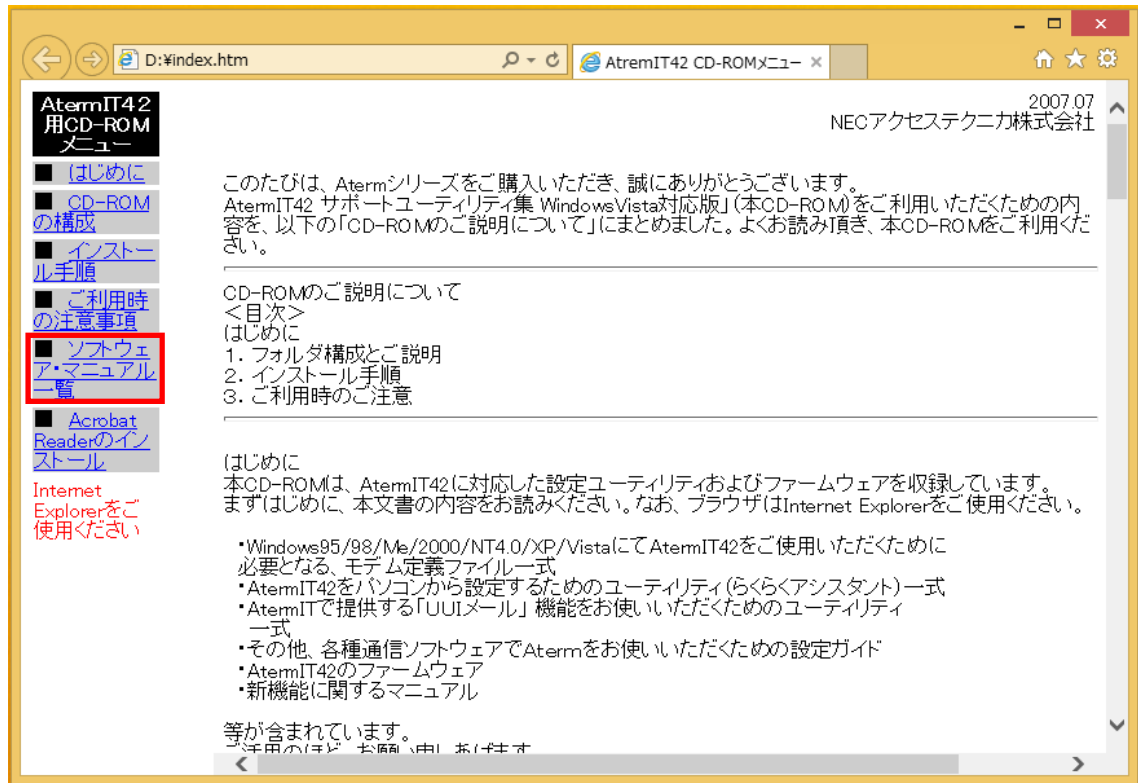 D:¥index.htm
AtremIT42 CD-ROMメニュー
AtermIT42
用CD-ROM
メニュー
■ はじめに
■ CD-ROM
の構成
■ インストー
ル手順
■ ご利用時
の注意事項
■ ソフトウェ
ア・マニュアル
一覧
■ Acrobat
Readerのイン
ストール
Internet
Explorerをご
使用ください
2007.07
NECアクセステクニカ株式会社
このたびは、Atermシリーズをご購入いただき、誠にありがとうございます。
AtermIT42 サポートユーティリティ集 WindowsVista対応版」(本CD-ROM)をご利用いただくための内
容を、以下の「CD-ROMのご説明について」にまとめました。よくお読み頂き、本CD-ROMをご利用くだ
さい。
CD-ROMのご説明について
＜目次＞
はじめに
1. フォルダ構成とご説明
2. インストール手順
3. ご利用時のご注意
はじめに
本CD-ROMは、AtermIT42に対応した設定ユーティリティおよびファームウェアを収録しています。
まずはじめに、本文書の内容をお読みください。なお、ブラウザはInternet Explorerをご使用ください。
・Windows95/98/Me/2000/NT4.0/XP/VistaにてAtermIT42をご使用いただくために
必要となる、モデム定義ファイル一式
・AtermIT42をパソコンから設定するためのユーティリティ(らくらくアシスタント)一式
・AtermITで提供する「UUIメール」機能をお使いいただくためのユーティリティ
一式
・その他、各種通信ソフトウェアでAtermをお使いいただくための設定ガイド
・AtermIT42のファームウェア
・新機能に関するマニュアル
等が含まれています。
ご活用のほど、お願い申しあげます